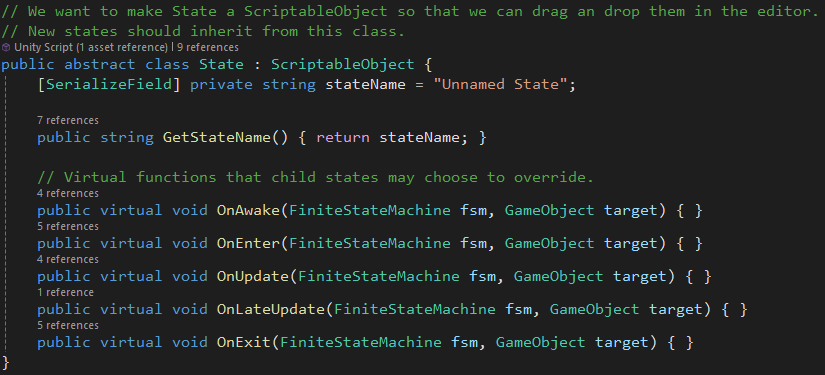 // We want to make State a ScriptableObject so that we can drag an drop them in the editor.
// New states should inherit from this class.
Unity Script (1 asset reference) | 9 references
public abstract class State : ScriptableObject {
[SerializeField] private string stateName = "Unnamed State";
7 references
public string GetStateName() { return stateName; }
// Virtual functions that child states may choose to override.
4 references
public virtual void OnAwake(FiniteStateMachine fsm, GameObject target) { }
5 references
public virtual void OnEnter(FiniteStateMachine fsm, GameObject target) { }
4 references
public virtual void OnUpdate(FiniteStateMachine fsm, GameObject target) { }
1 reference
public virtual void OnLateUpdate(FiniteStateMachine fsm, GameObject target) { }
5 references
public virtual void OnExit(FiniteStateMachine fsm, GameObject target) { }
}